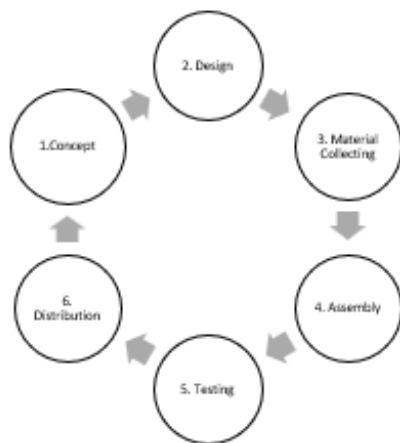 1.Concept
2. Design
3. Material
Collecting
4. Assembly
5. Testing
6.
Distribution